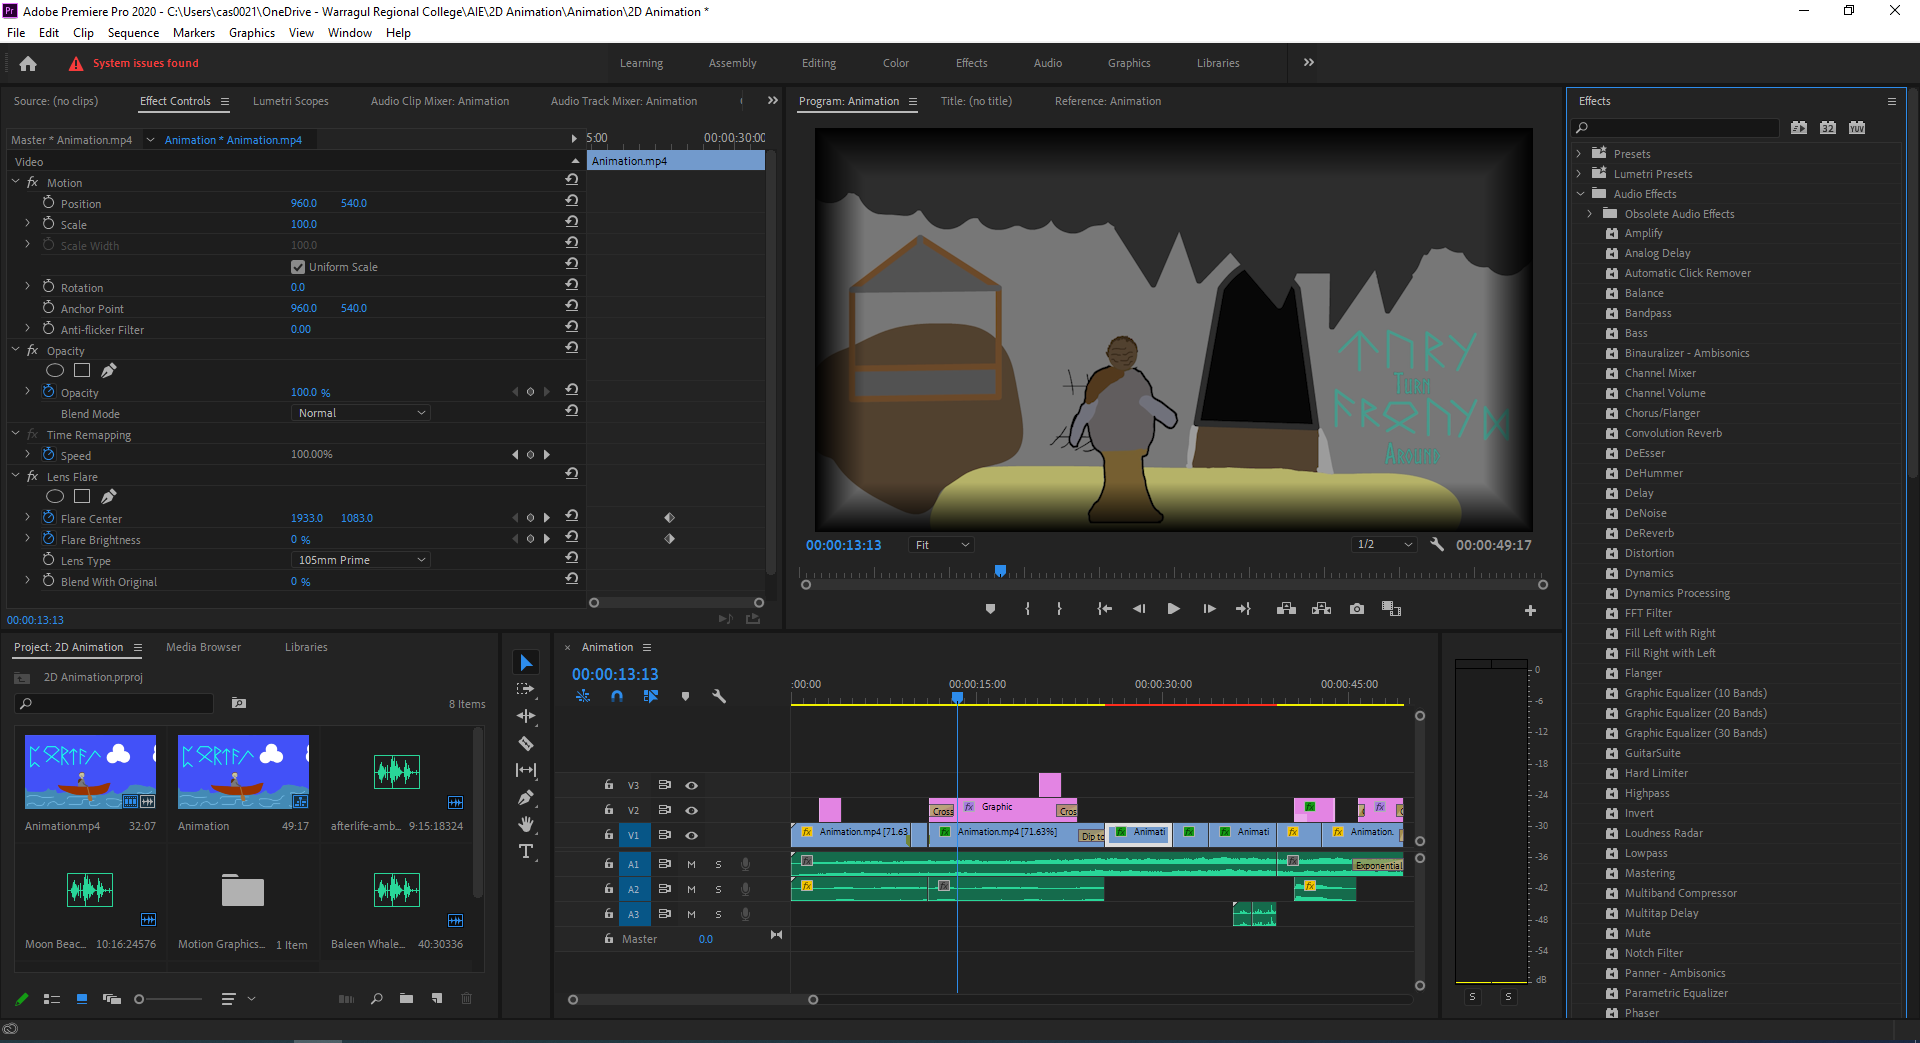 Adobe Premiere Pro 2020 - C:\Users\cas0021\OneDrive - Warragul Regional College\AIE\2D Animation\Animation\2D Animation *
File Edit Clip Sequence Markers Graphics View Window Help
System issues found
Learning Assembly Editing Color Effects Audio Graphics Libraries
Source: (no clips) Effect Controls Lumetri Scopes Audio Clip Mixer: Animation Audio Track Mixer: Animation
Master * Animation.mp4 Animation * Animation.mp4
5:00 00:00:30:00
Video
Animation.mp4
Motion
Position 960.0 540.0
Scale 100.0
Scale Width 100.0
Uniform Scale
Rotation 0.0
Anchor Point 960.0 540.0
Anti-flicker Filter 0.00
Opacity
Opacity 100.0 %
Blend Mode Normal
Time Remapping
Speed 100.00%
Lens Flare
Flare Center 1933.0 1083.0
Flare Brightness 0 %
Lens Type 105mm Prime
Blend With Original 0 %
00:00:13:13
Program: Animation Title: (no title) Reference: Animation
Turn
Around
00:00:13:13 Fit 1/2 00:00:49:17
Effects
32 YUV
Presets
Lumetri Presets
Audio Effects
Obsolete Audio Effects
Amplify
Analog Delay
Automatic Click Remover
Balance
Bandpass
Bass
Binauralizer - Ambisonics
Channel Mixer
Channel Volume
Chorus/Flanger
Convolution Reverb
DeEsser
DeHummer
Delay
DeNoise
DeReverb
Distortion
Dynamics
Dynamics Processing
FFT Filter
Fill Left with Right
Fill Right with Left
Flanger
Graphic Equalizer (10 Bands)
Graphic Equalizer (20 Bands)
Graphic Equalizer (30 Bands)
GuitarSuite
Hard Limiter
Highpass
Invert
Loudness Radar
Lowpass
Mastering
Multiband Compressor
Multitap Delay
Mute
Notch Filter
Panner - Ambisonics
Parametric Equalizer
Phaser
Project: 2D Animation Media Browser Libraries
2D Animation.prproj
8 Items
Animation.mp4 32:07
Animation 49:17
afterlife-amb... 9:15:18324
Moon Beac... 10:16:24576
Motion Graphics... 1 Item
Baleen Whale... 40:30336
Animation
00:00:13:13
:00:00 00:00:15:00 00:00:30:00 00:00:45:00
V3
V2 Cross Graphic Cros
V1 Animation.mp4 [71.63 Animation.mp4 [71.63%] Dip to Animati Animati Animation.
A1 M S Exponential
A2 M S
A3 M S
Master 0.0
0
-6
-12
-18
-24
-30
-36
-42
-48
-54
dB
S S